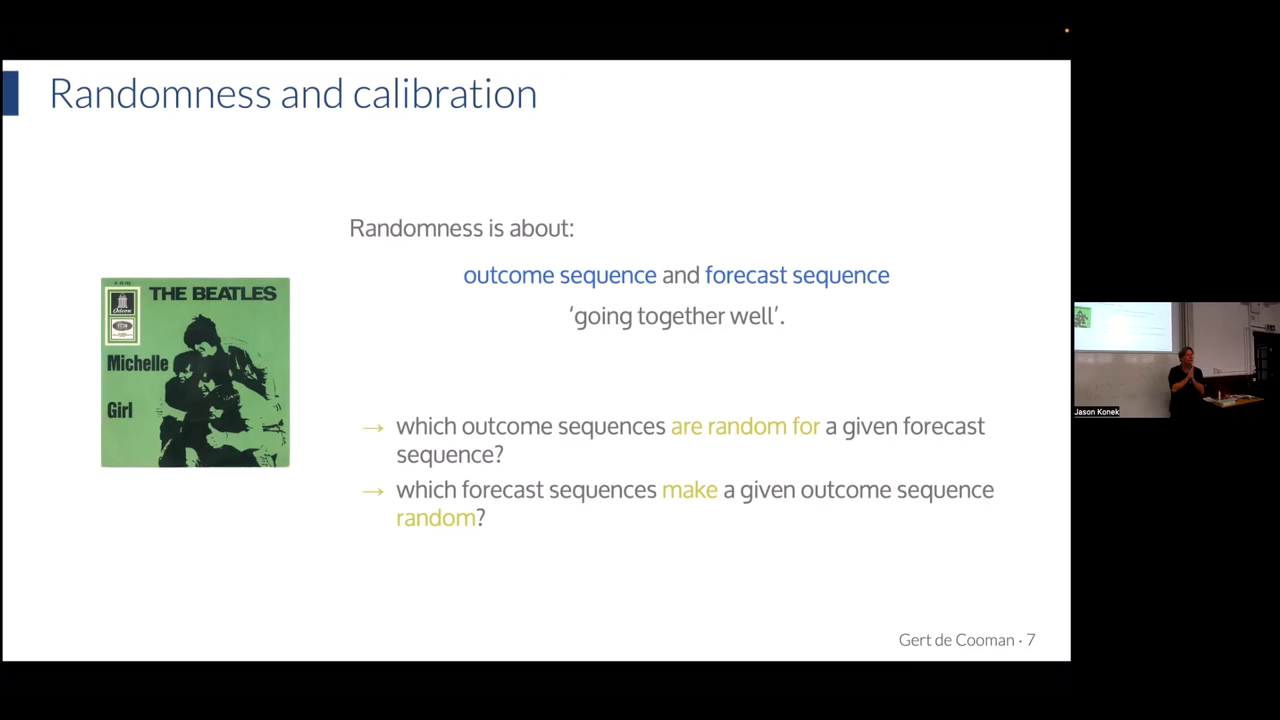 Randomness and calibration
Randomness is about:
outcome sequence and forecast sequence
‘going together well’.
THE BEATLES
Odeon
Michelle
Girl
→ which outcome sequences are random for a given forecast
sequence?
→ which forecast sequences make a given outcome sequence
random?
Gert de Cooman · 7
Jason Konek